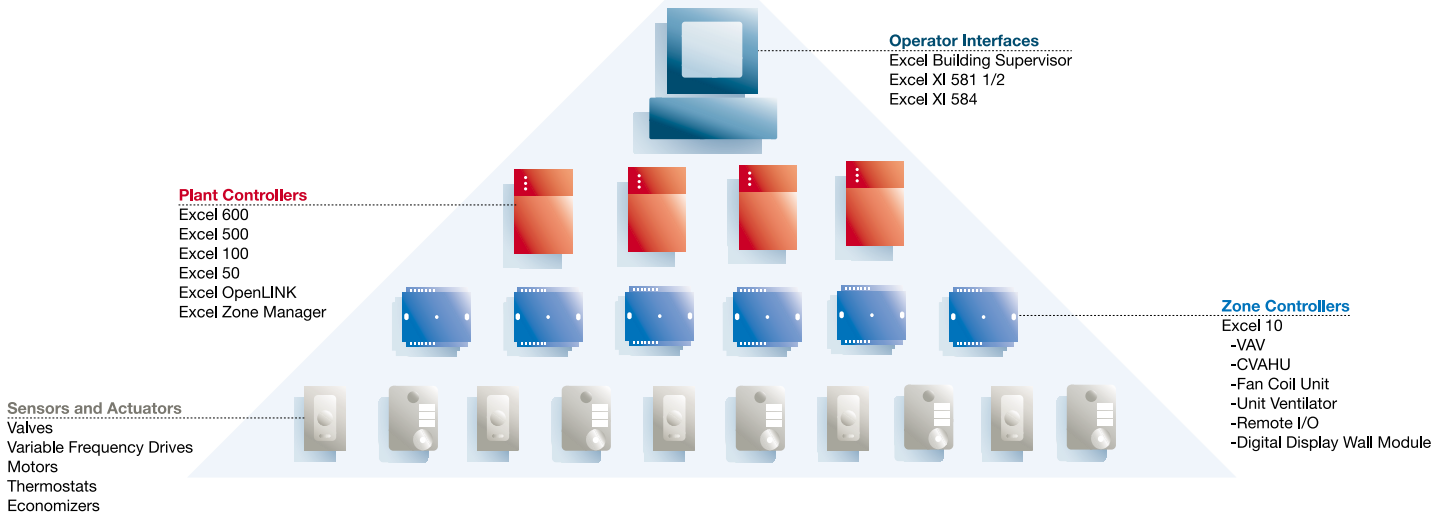 Operator Interfaces
Excel Building Supervisor
Excel XI 581 1/2
Excel XI 584
Plant Controllers
Excel 600
Excel 500
Excel 100
Excel 50
Excel OpenLINK
Excel Zone Manager
Zone Controllers
Excel 10
-VAV
-CVAHU
-Fan Coil Unit
-Unit Ventilator
-Remote I/O
-Digital Display Wall Module
Sensors and Actuators
Valves
Variable Frequency Drives
Motors
Thermostats
Economizers